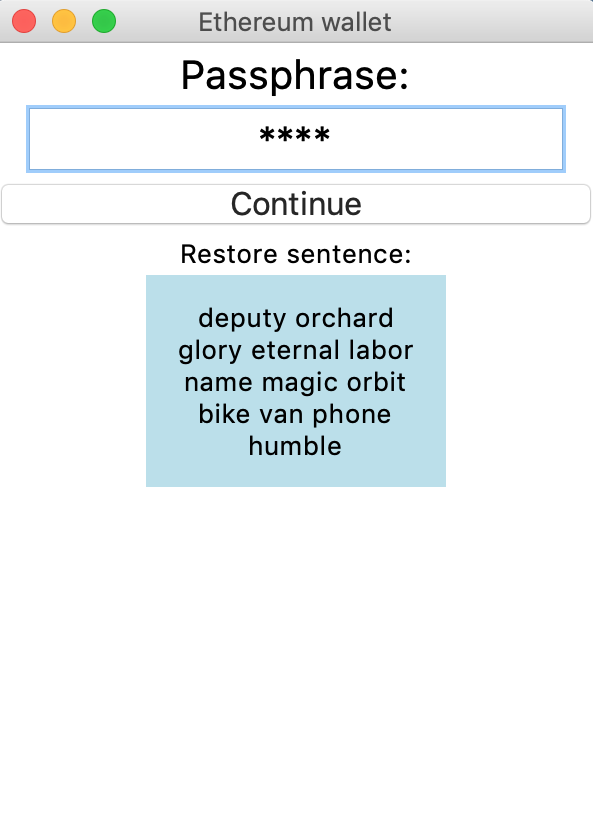 Ethereum wallet
Passphrase:
****
Continue
Restore sentence:
deputy orchard
glory eternal labor
name magic orbit
bike van phone
humble